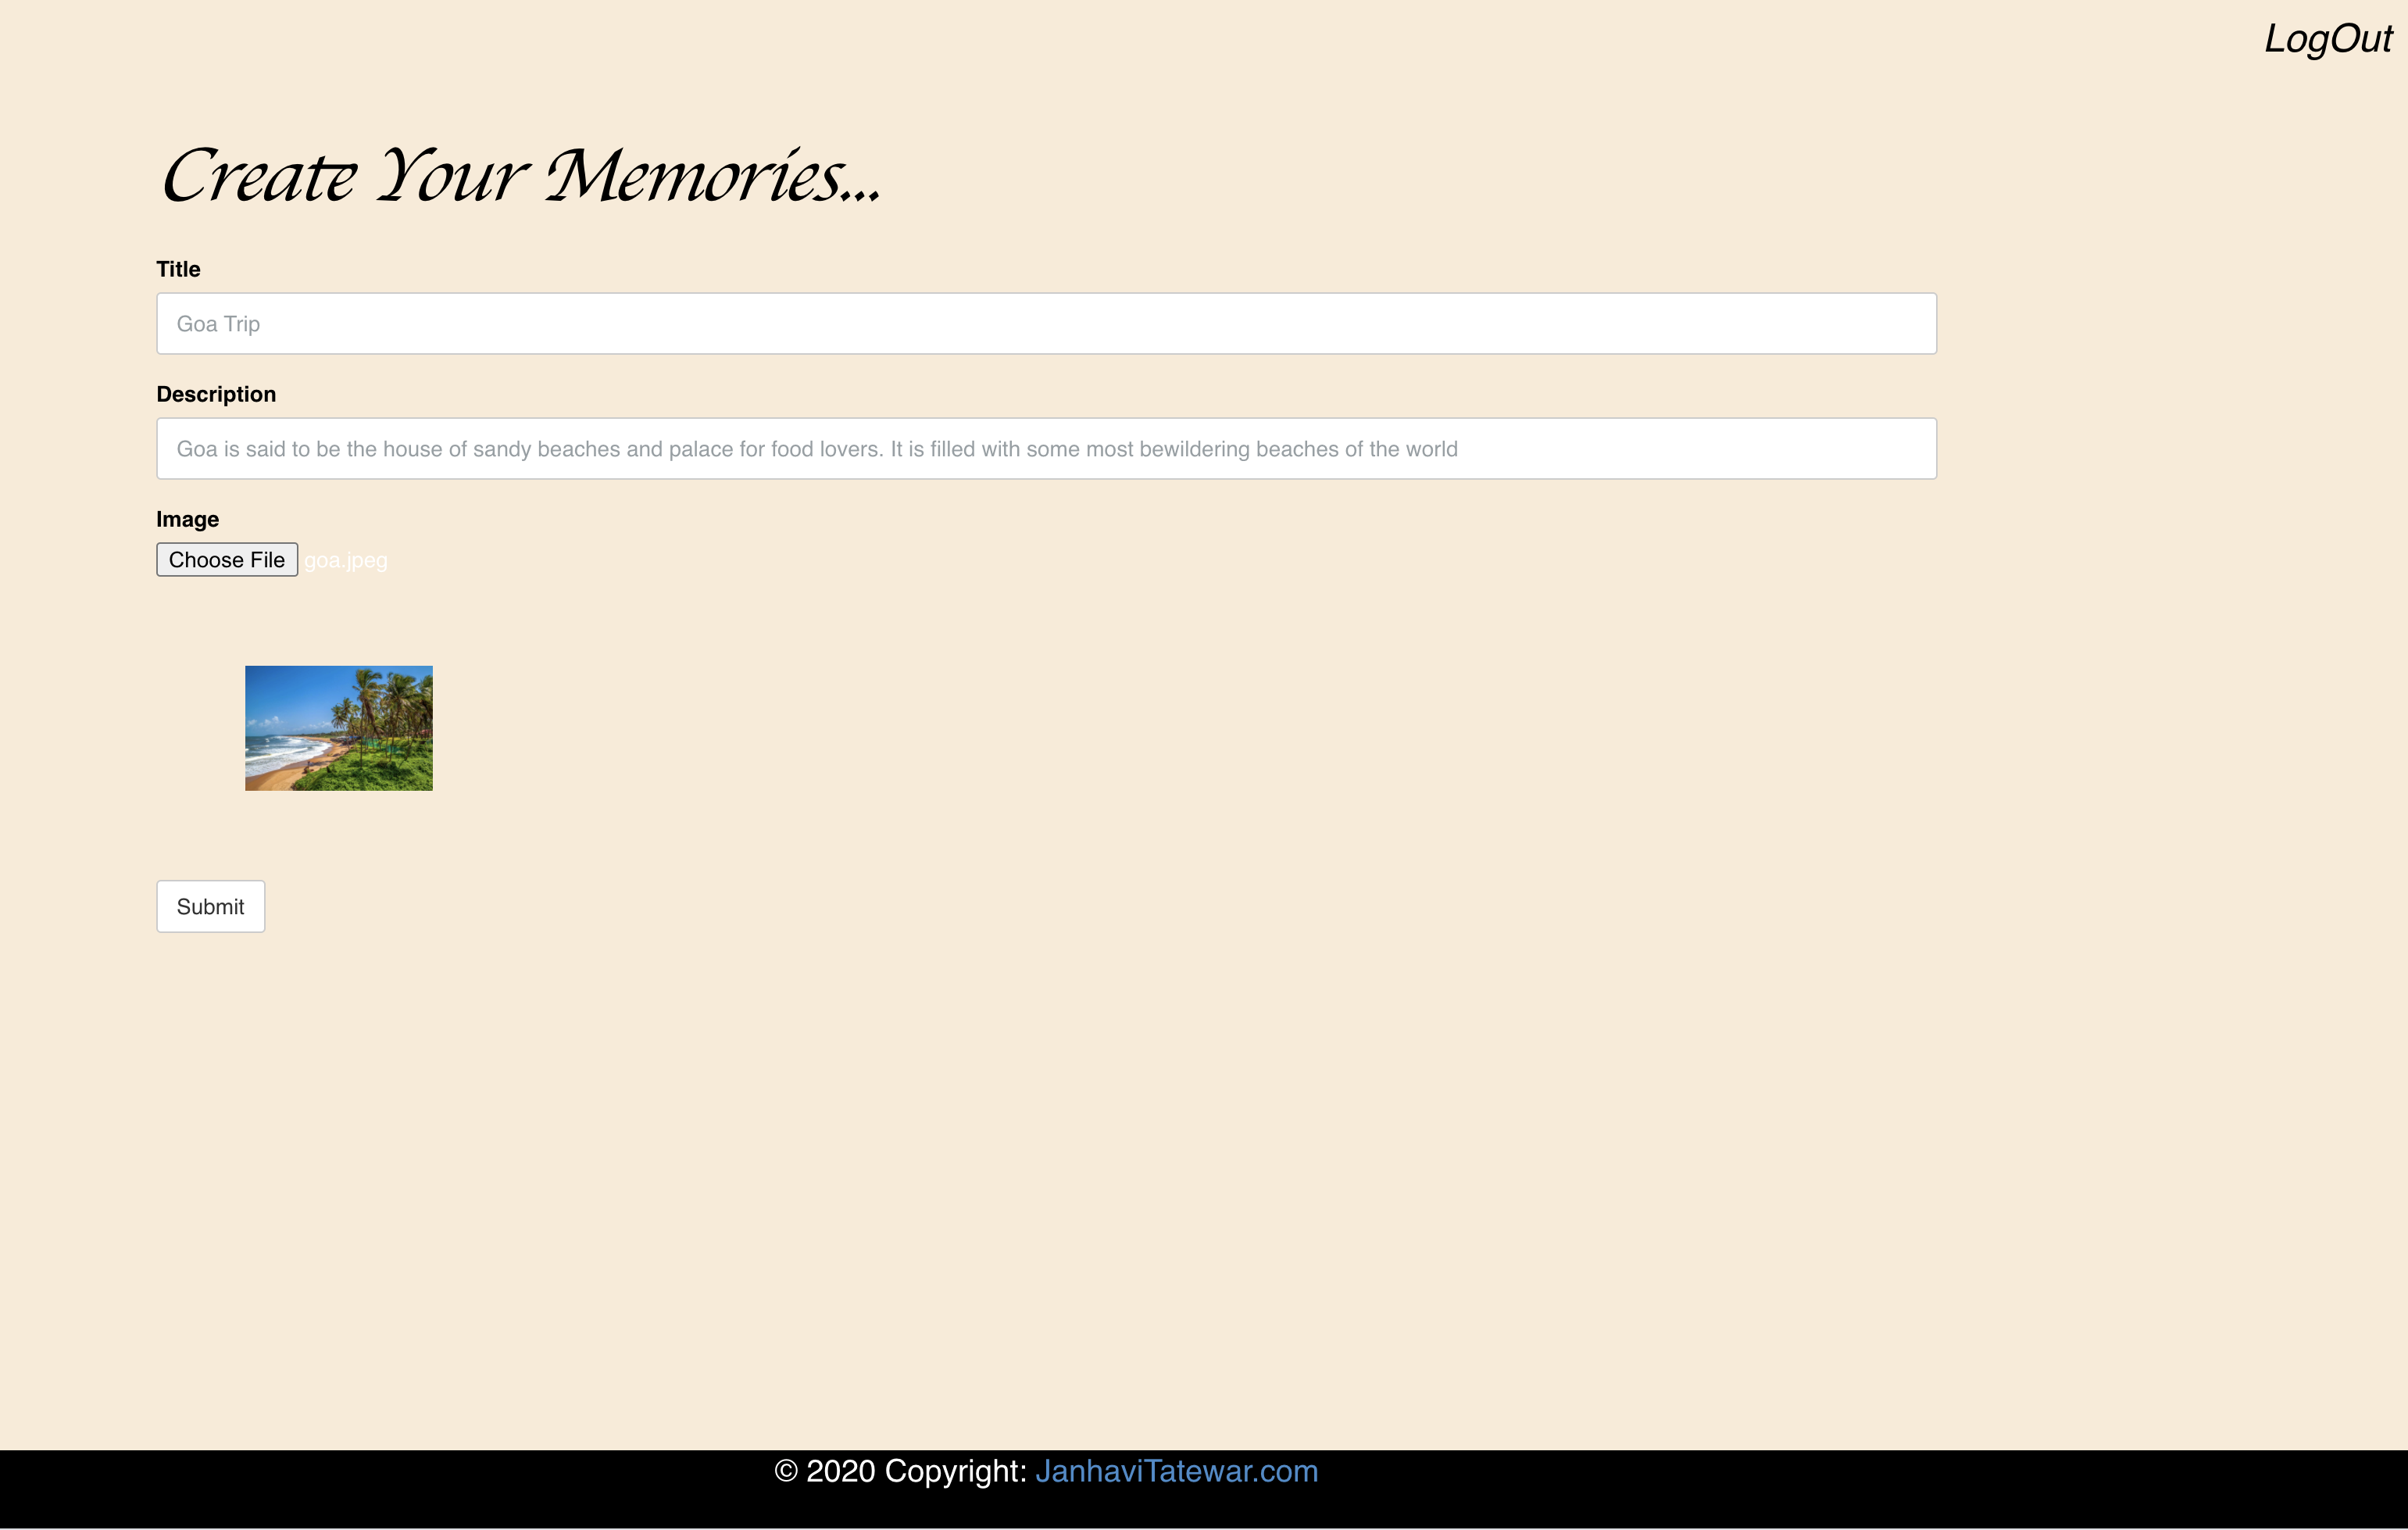 LogOut
Create Your Memories...
Title
Goa Trip
Description
Goa is said to be the house of sandy beaches and palace for food lovers. It is filled with some most bewildering beaches of the world
Image
Choose File goa.jpeg
Submit
© 2020 Copyright: JanhaviTatewar.com